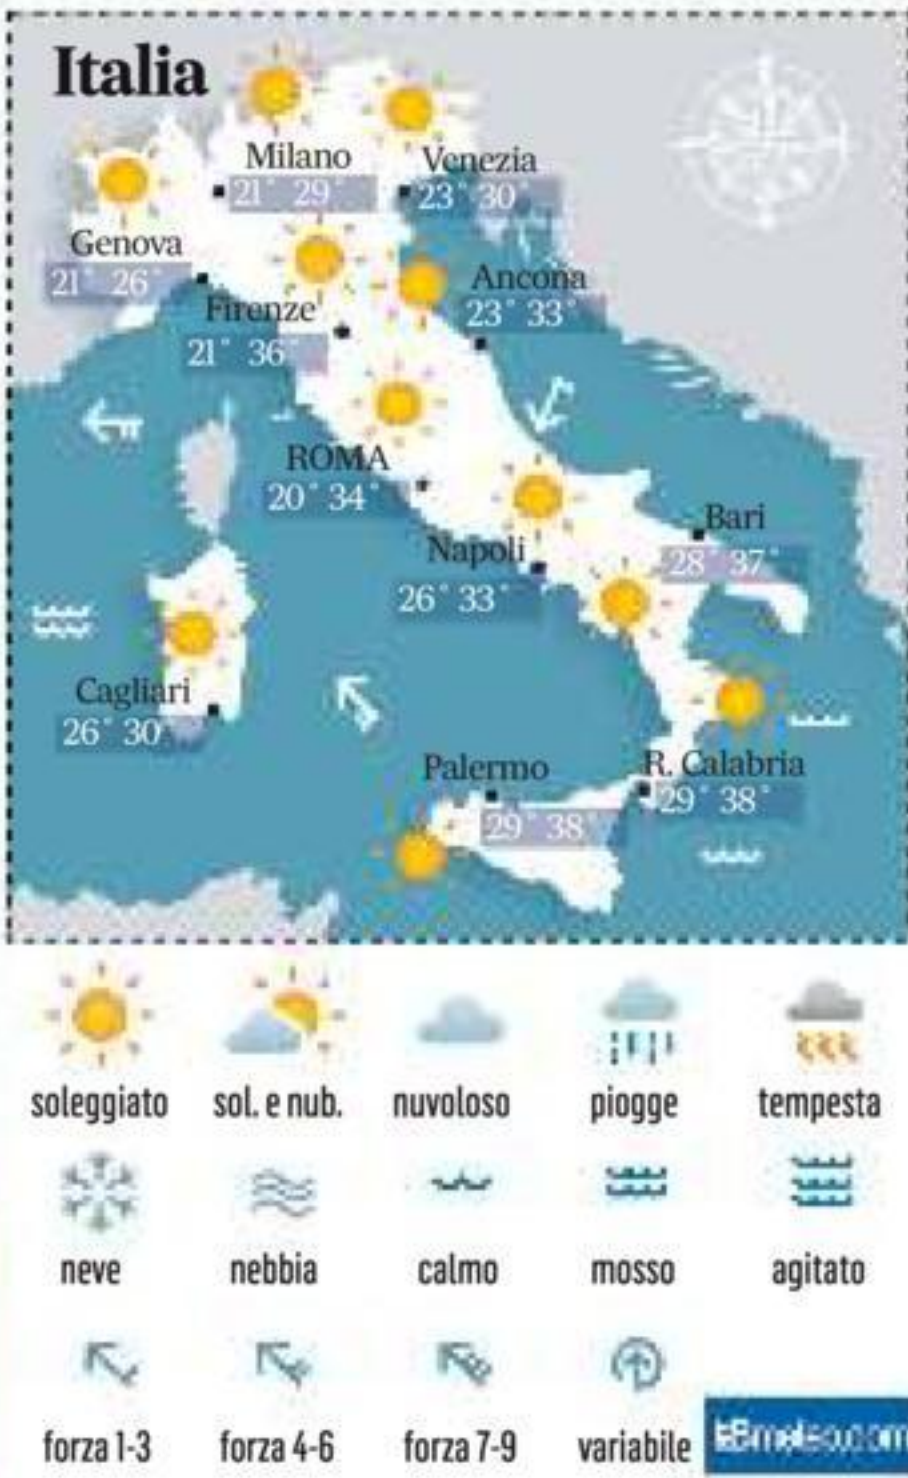 Italia
Milano
21° 29°
Venezia
23° 30°
Genova
21° 26°
Firenze
21° 36°
Ancona
23° 33°
ROMA
20° 34°
Napoli
26° 33°
Bari
28° 37°
Cagliari
26° 30°
Palermo
29° 38°
R. Calabria
29° 38°
soleggiato sol. e nub. nuvoloso piogge tempesta
neve nebbia calmo mosso agitato
forza 1-3 forza 4-6 forza 7-9 variabile